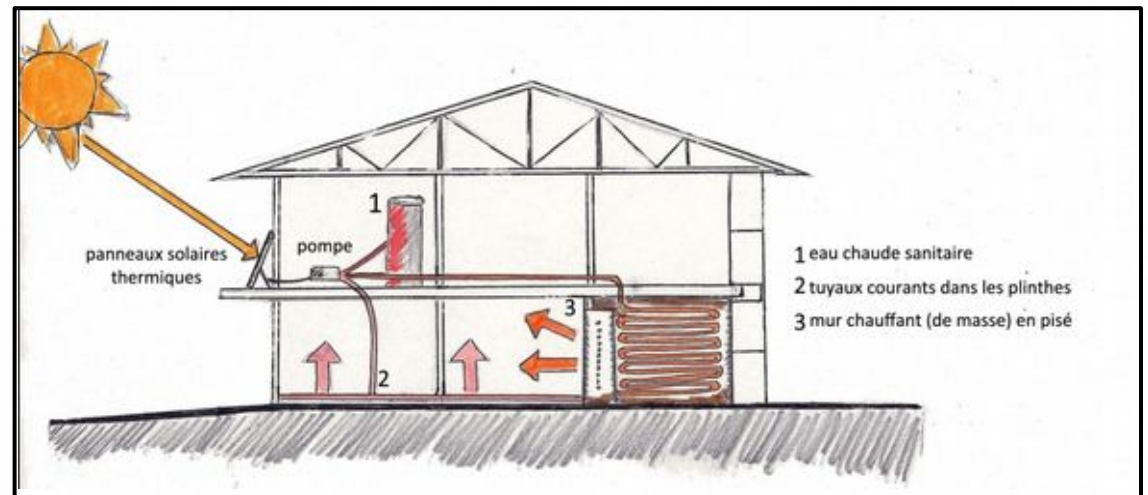 1
pompe
panneaux solaires
thermiques
1 eau chaude sanitaire
2 tuyaux courants dans les plinthes
3 mur chauffant (de masse) en pisé
3
2